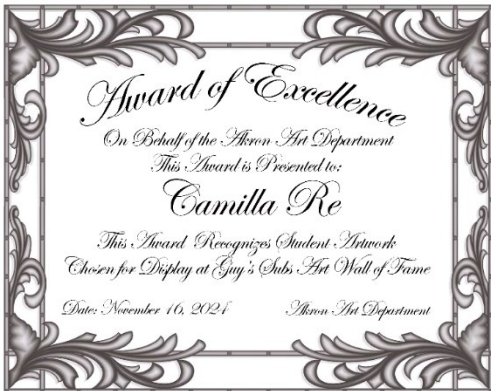 Award of Excellence
On Behalf of the Akron Art Department
This Award is Presented to:
Camilla Re
This Award Recognizes Student Artwork
Chosen for Display at Guy's Subs Art Wall of Fame
Date: November 16, 2024 Akron Art Department